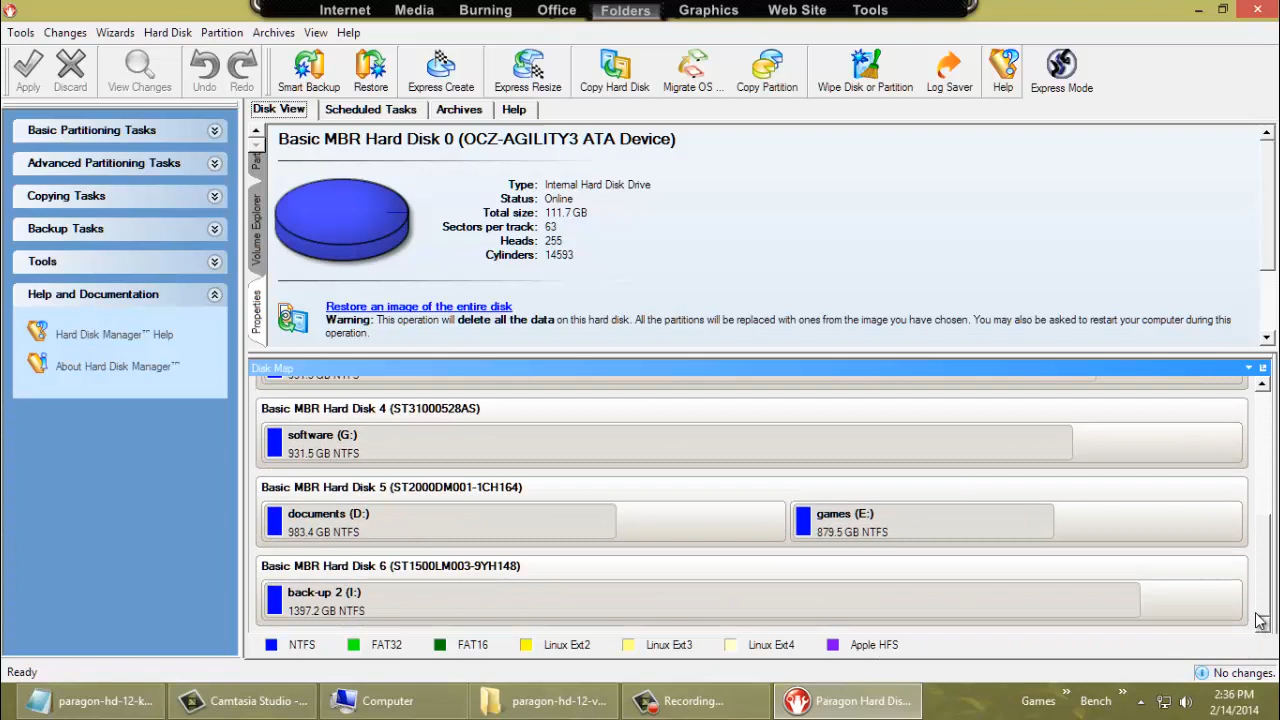 Internet Media Burning Office Folders Graphics Web Site Tools
Tools Changes Wizards Hard Disk Partition Archives View Help
Apply Discard View Changes Undo Redo Smart Backup Restore Express Create Express Resize Copy Hard Disk Migrate OS ... Copy Partition Wipe Disk or Partition Log Saver Help Express Mode
Disk View Scheduled Tasks Archives Help
Basic Partitioning Tasks
Advanced Partitioning Tasks
Copying Tasks
Backup Tasks
Tools
Help and Documentation
Hard Disk Manager™ Help
About Hard Disk Manager™
Part
Volume Explorer
Properties
Basic MBR Hard Disk 0 (OCZ-AGILITY3 ATA Device)
Type: Internal Hard Disk Drive
Status: Online
Total size: 111.7 GB
Sectors per track: 63
Heads: 255
Cylinders: 14593
Restore an image of the entire disk
Warning: This operation will delete all the data on this hard disk. All the partitions will be replaced with ones from the image you have chosen. You may also be asked to restart your computer during this
operation.
Disk Map
Basic MBR Hard Disk 4 (ST31000528AS)
software (G:)
931.5 GB NTFS
Basic MBR Hard Disk 5 (ST2000DM001-1CH164)
documents (D:) games (E:)
983.4 GB NTFS 879.5 GB NTFS
Basic MBR Hard Disk 6 (ST1500LM003-9YH148)
back-up 2 (I:)
1397.2 GB NTFS
NTFS FAT32 FAT16 Linux Ext2 Linux Ext3 Linux Ext4 Apple HFS
Ready No changes.
paragon-hd-12-k... Camtasia Studio -... Computer paragon-hd-12-v... Recording... Paragon Hard Dis... Games » Bench »
2:36 PM
2/14/2014